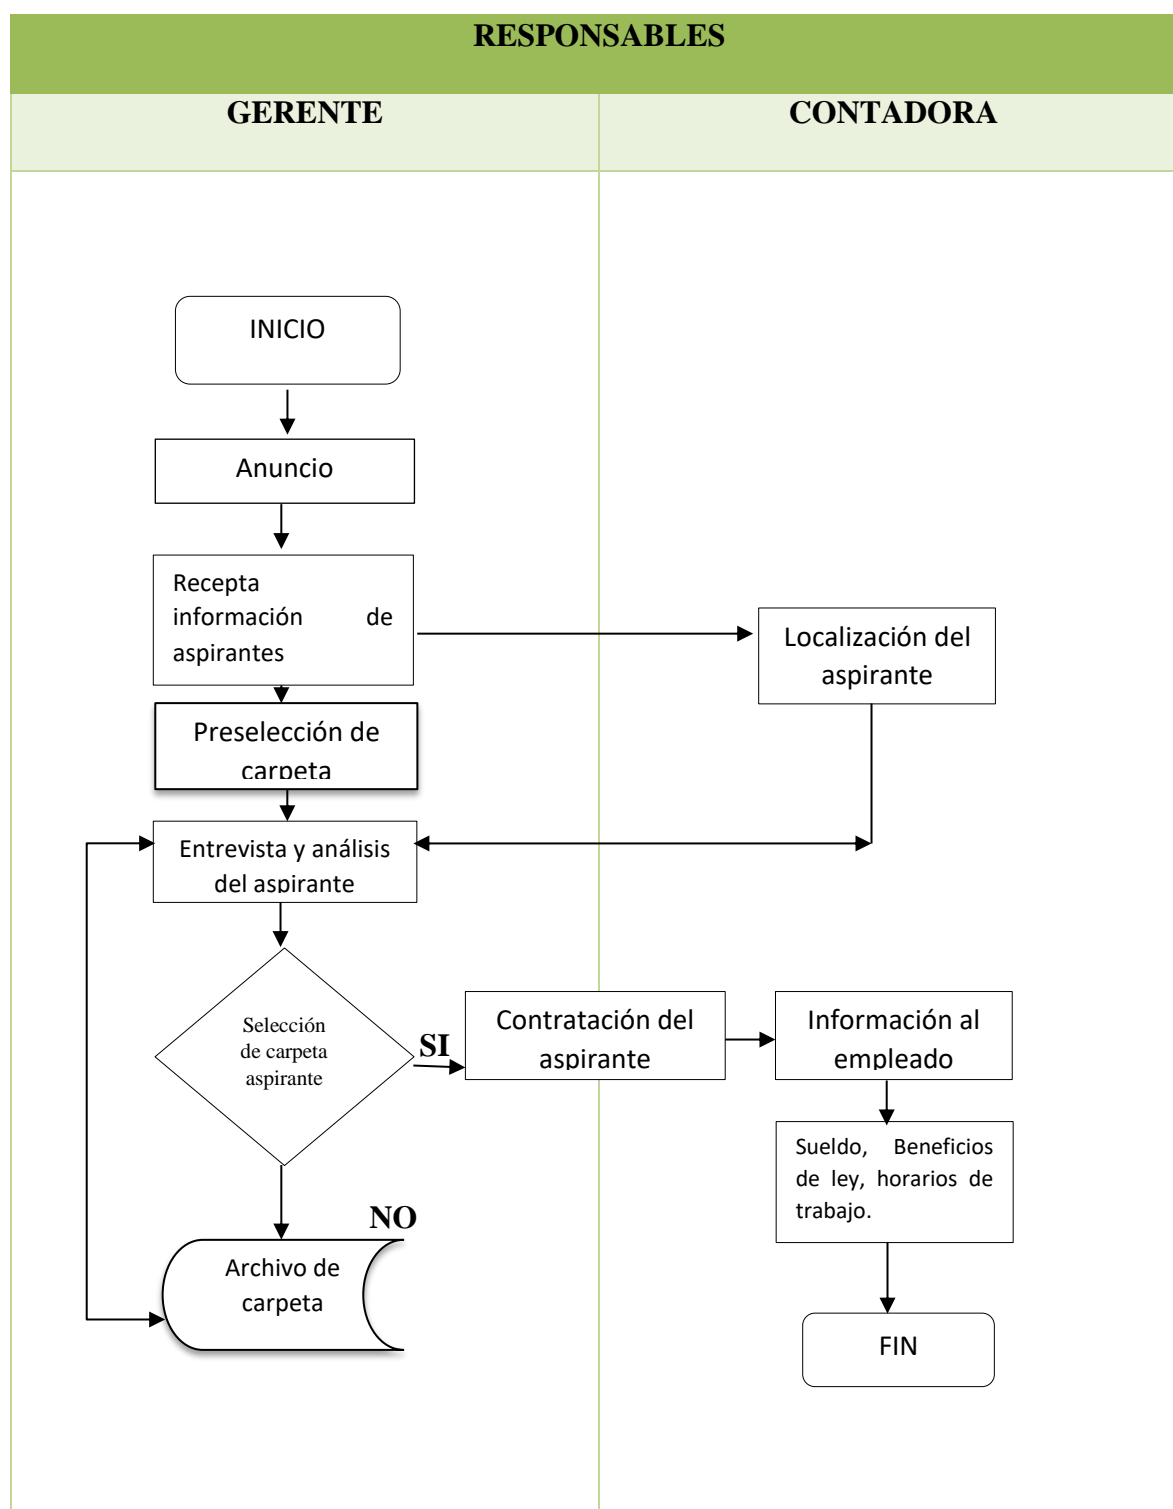 RESPONSABLES
GERENTE
CONTADORA
INICIO
Anuncio
Recepta
información de
aspirantes
Localización del
aspirante
Preselección de
carpeta
Entrevista y análisis
del aspirante
Selección
de carpeta
aspirante
SI
Contratación del
aspirante
Información al
empleado
Sueldo, Beneficios
de ley, horarios de
trabajo.
NO
Archivo de
carpeta
FIN